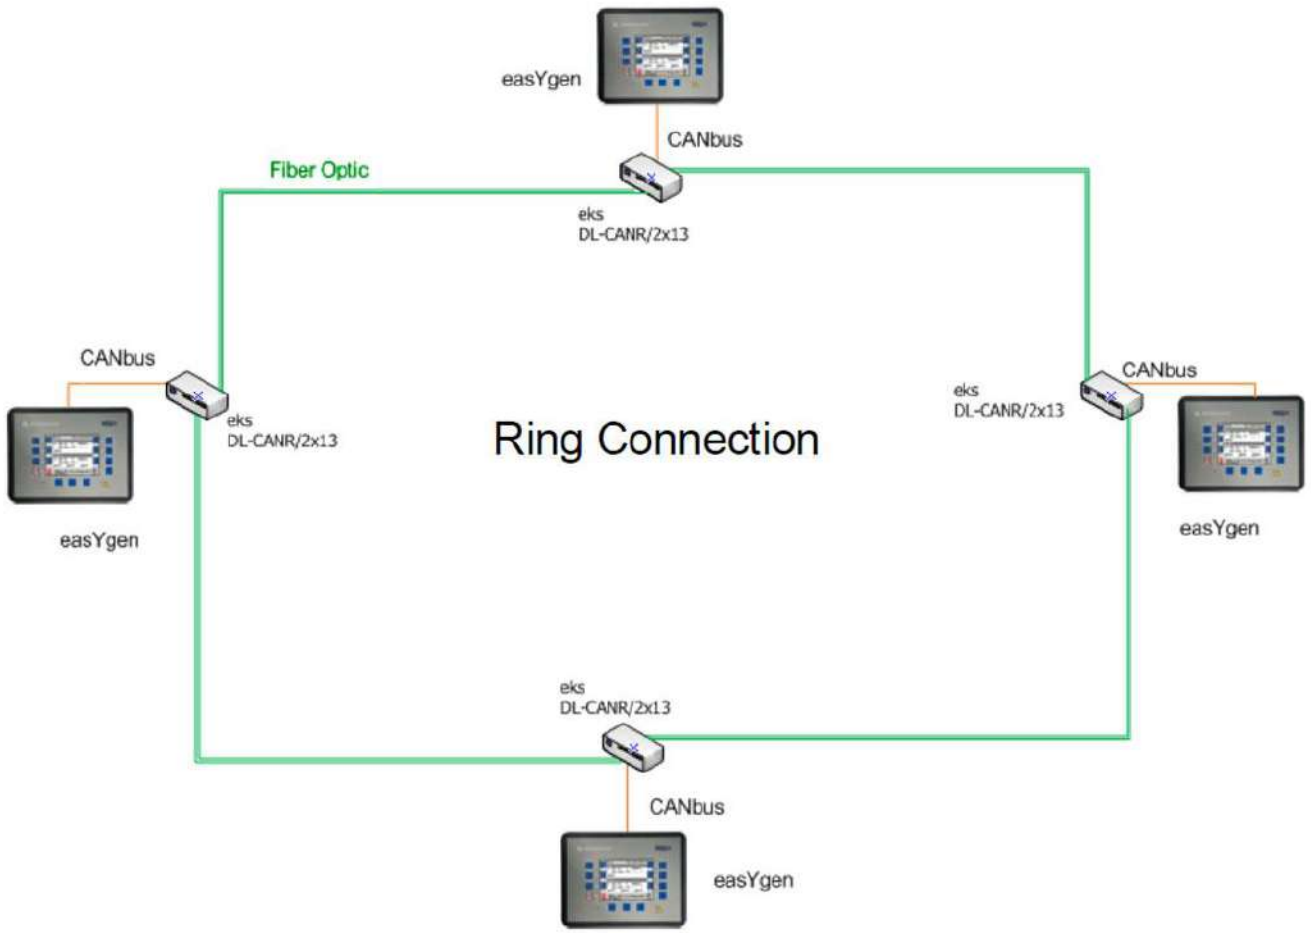 easYgen
CANbus
Fiber Optic
eks
DL-CANR/2x13
CANbus
eks
DL-CANR/2x13
easYgen
Ring Connection
CANbus
eks
DL-CANR/2x13
easYgen
eks
DL-CANR/2x13
CANbus
easYgen